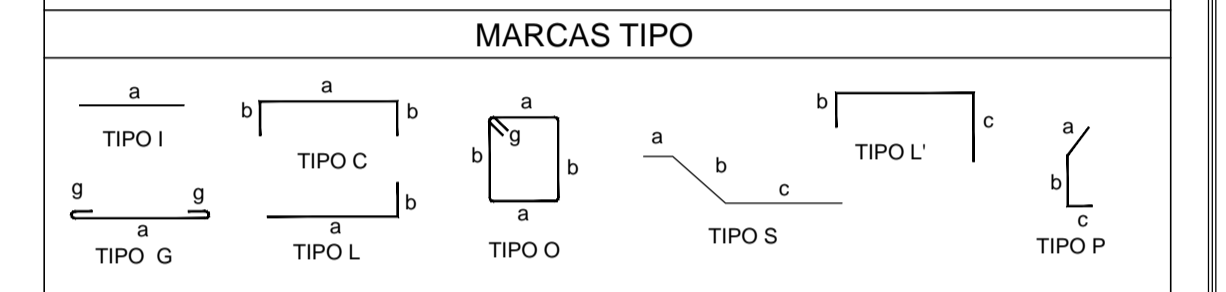 MARCAS TIPO
a
TIPO I
a
b
b
TIPO C
a
g
b
b
a
TIPO O
a
b
c
TIPO S
b
c
TIPO L'
a
b
c
TIPO P
g
g
a
TIPO G
b
a
TIPO L